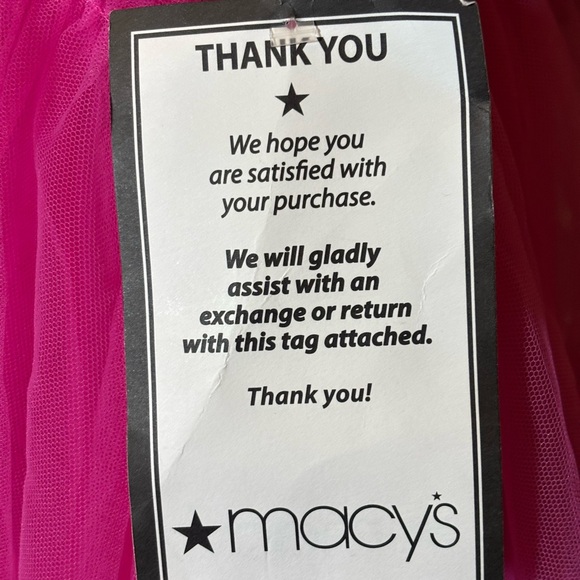 THANK YOU
We hope you
are satisfied with
your purchase.
We will gladly
assist with an
exchange or return
with this tag attached.
Thank you!
macy's